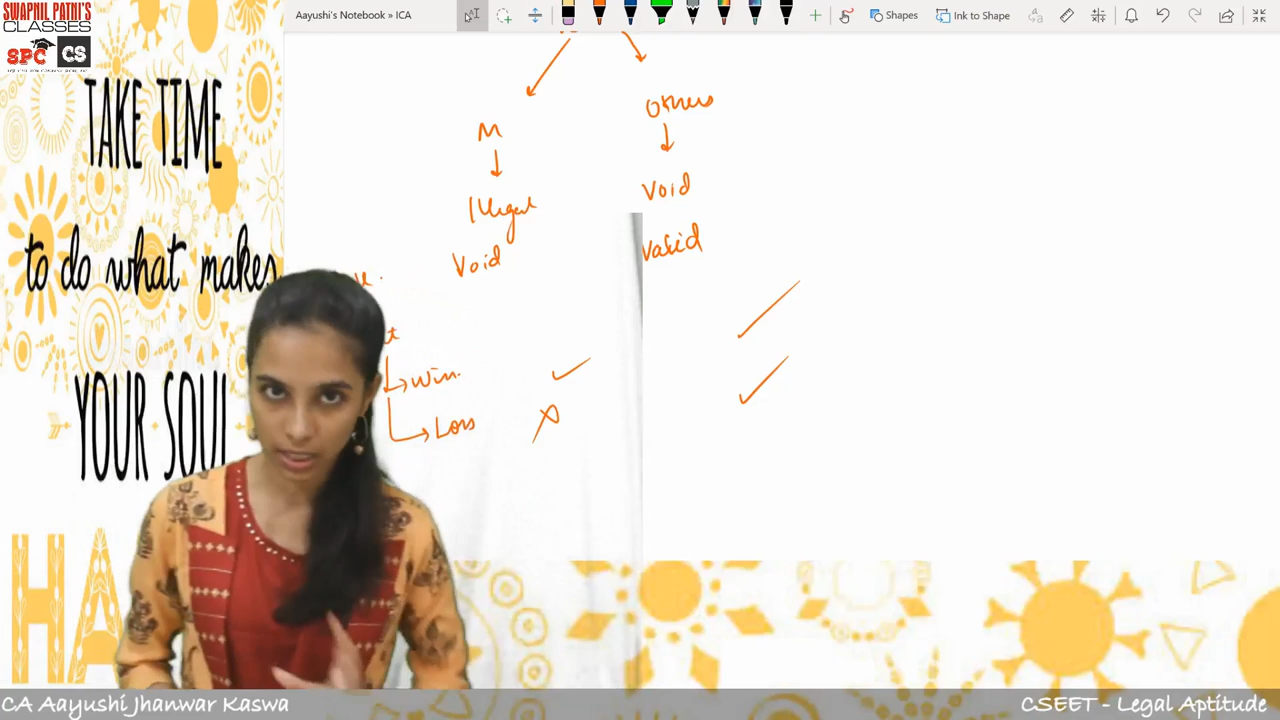 SWAPNIL PATNI'S
CLASSES
SPC CS
TAKE TIME
to do what makes
YOUR SOUL
HA
Aayushi's Notebook » ICA
Shapes
Ink to Shape
M
Others
Illegal
Void
Void
Valid
Win
Loss
CA Aayushi Jhanwar Kaswa
CSEET - Legal Aptitude